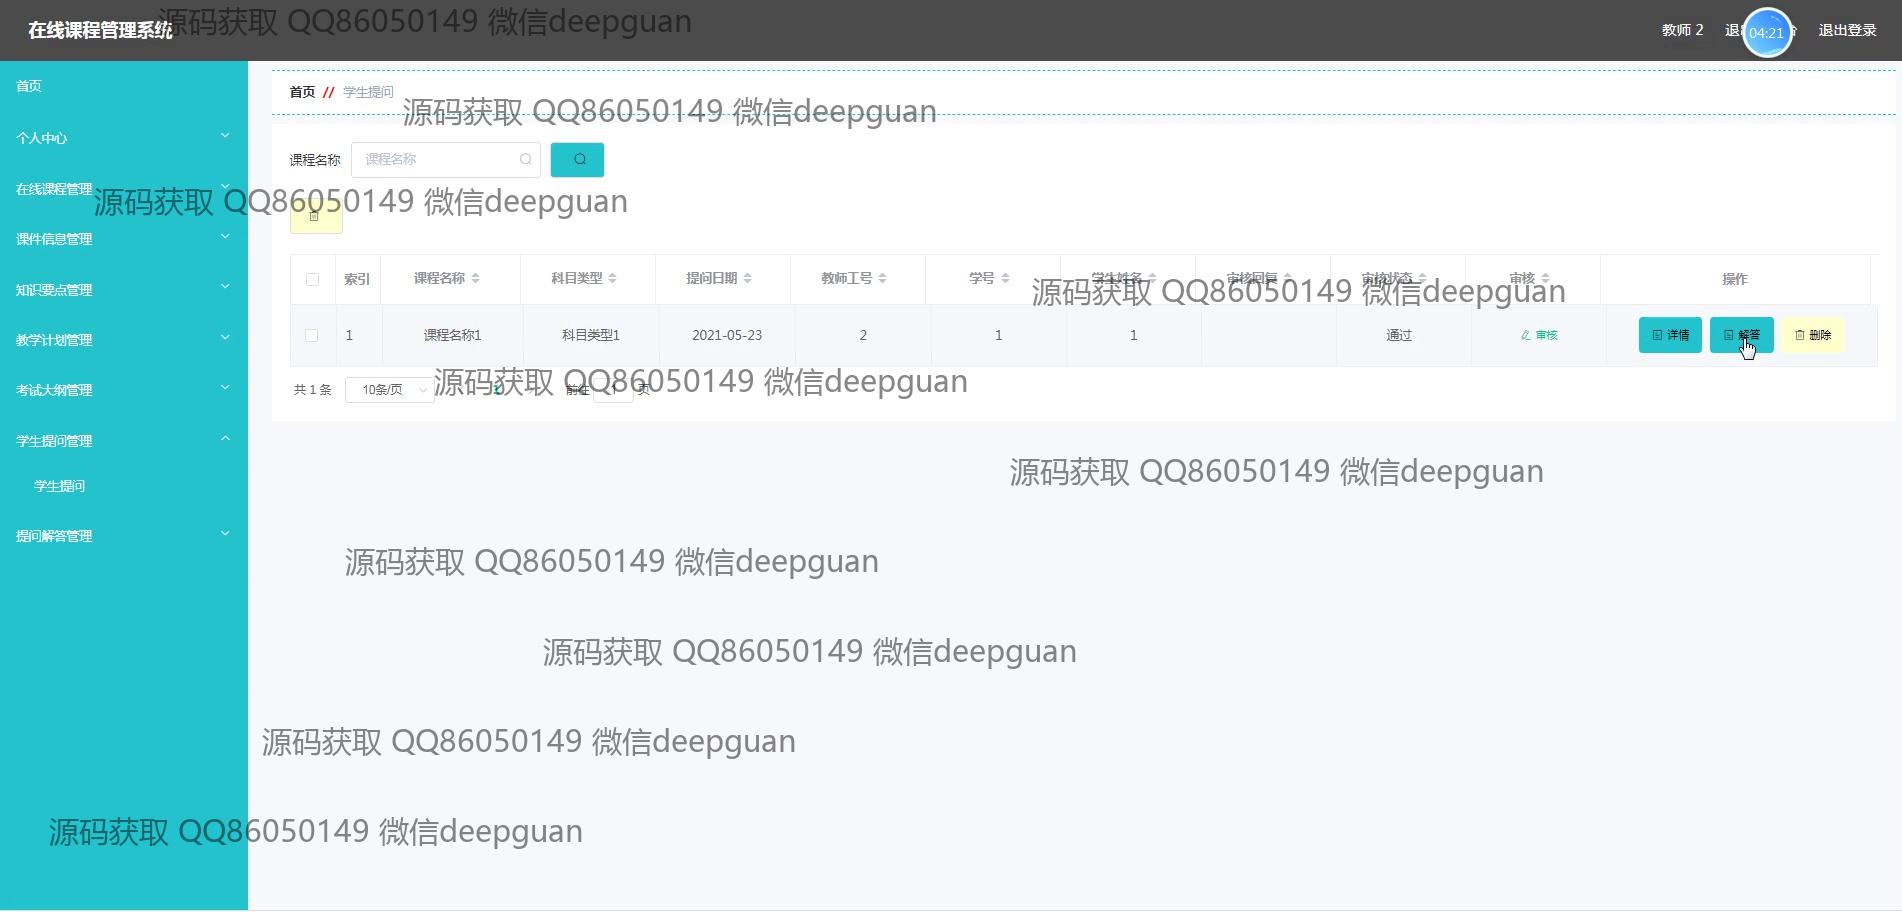 在线课程管理系统
源码获取 QQ86050149 微信deepguan
教师 2
04:21
退出登录
首页
个人中心
在线课程管理
课件信息管理
知识要点管理
教学计划管理
考试大纲管理
学生提问管理
学生提问
提问解答管理
首页 // 学生提问
源码获取 QQ86050149 微信deepguan
课程名称 课程名称
源码获取 QQ86050149 微信deepguan
索引 课程名称 科目类型 提问日期 教师工号 学号 学生姓名 审核回复 审核状态 审核 操作
源码获取 QQ86050149 微信deepguan
1 课程名称1 科目类型1 2021-05-23 2 1 1 通过 审核 详情 解答 删除
共 1 条 10条/页 1 前往 1 页
源码获取 QQ86050149 微信deepguan
源码获取 QQ86050149 微信deepguan
源码获取 QQ86050149 微信deepguan
源码获取 QQ86050149 微信deepguan
源码获取 QQ86050149 微信deepguan
源码获取 QQ86050149 微信deepguan